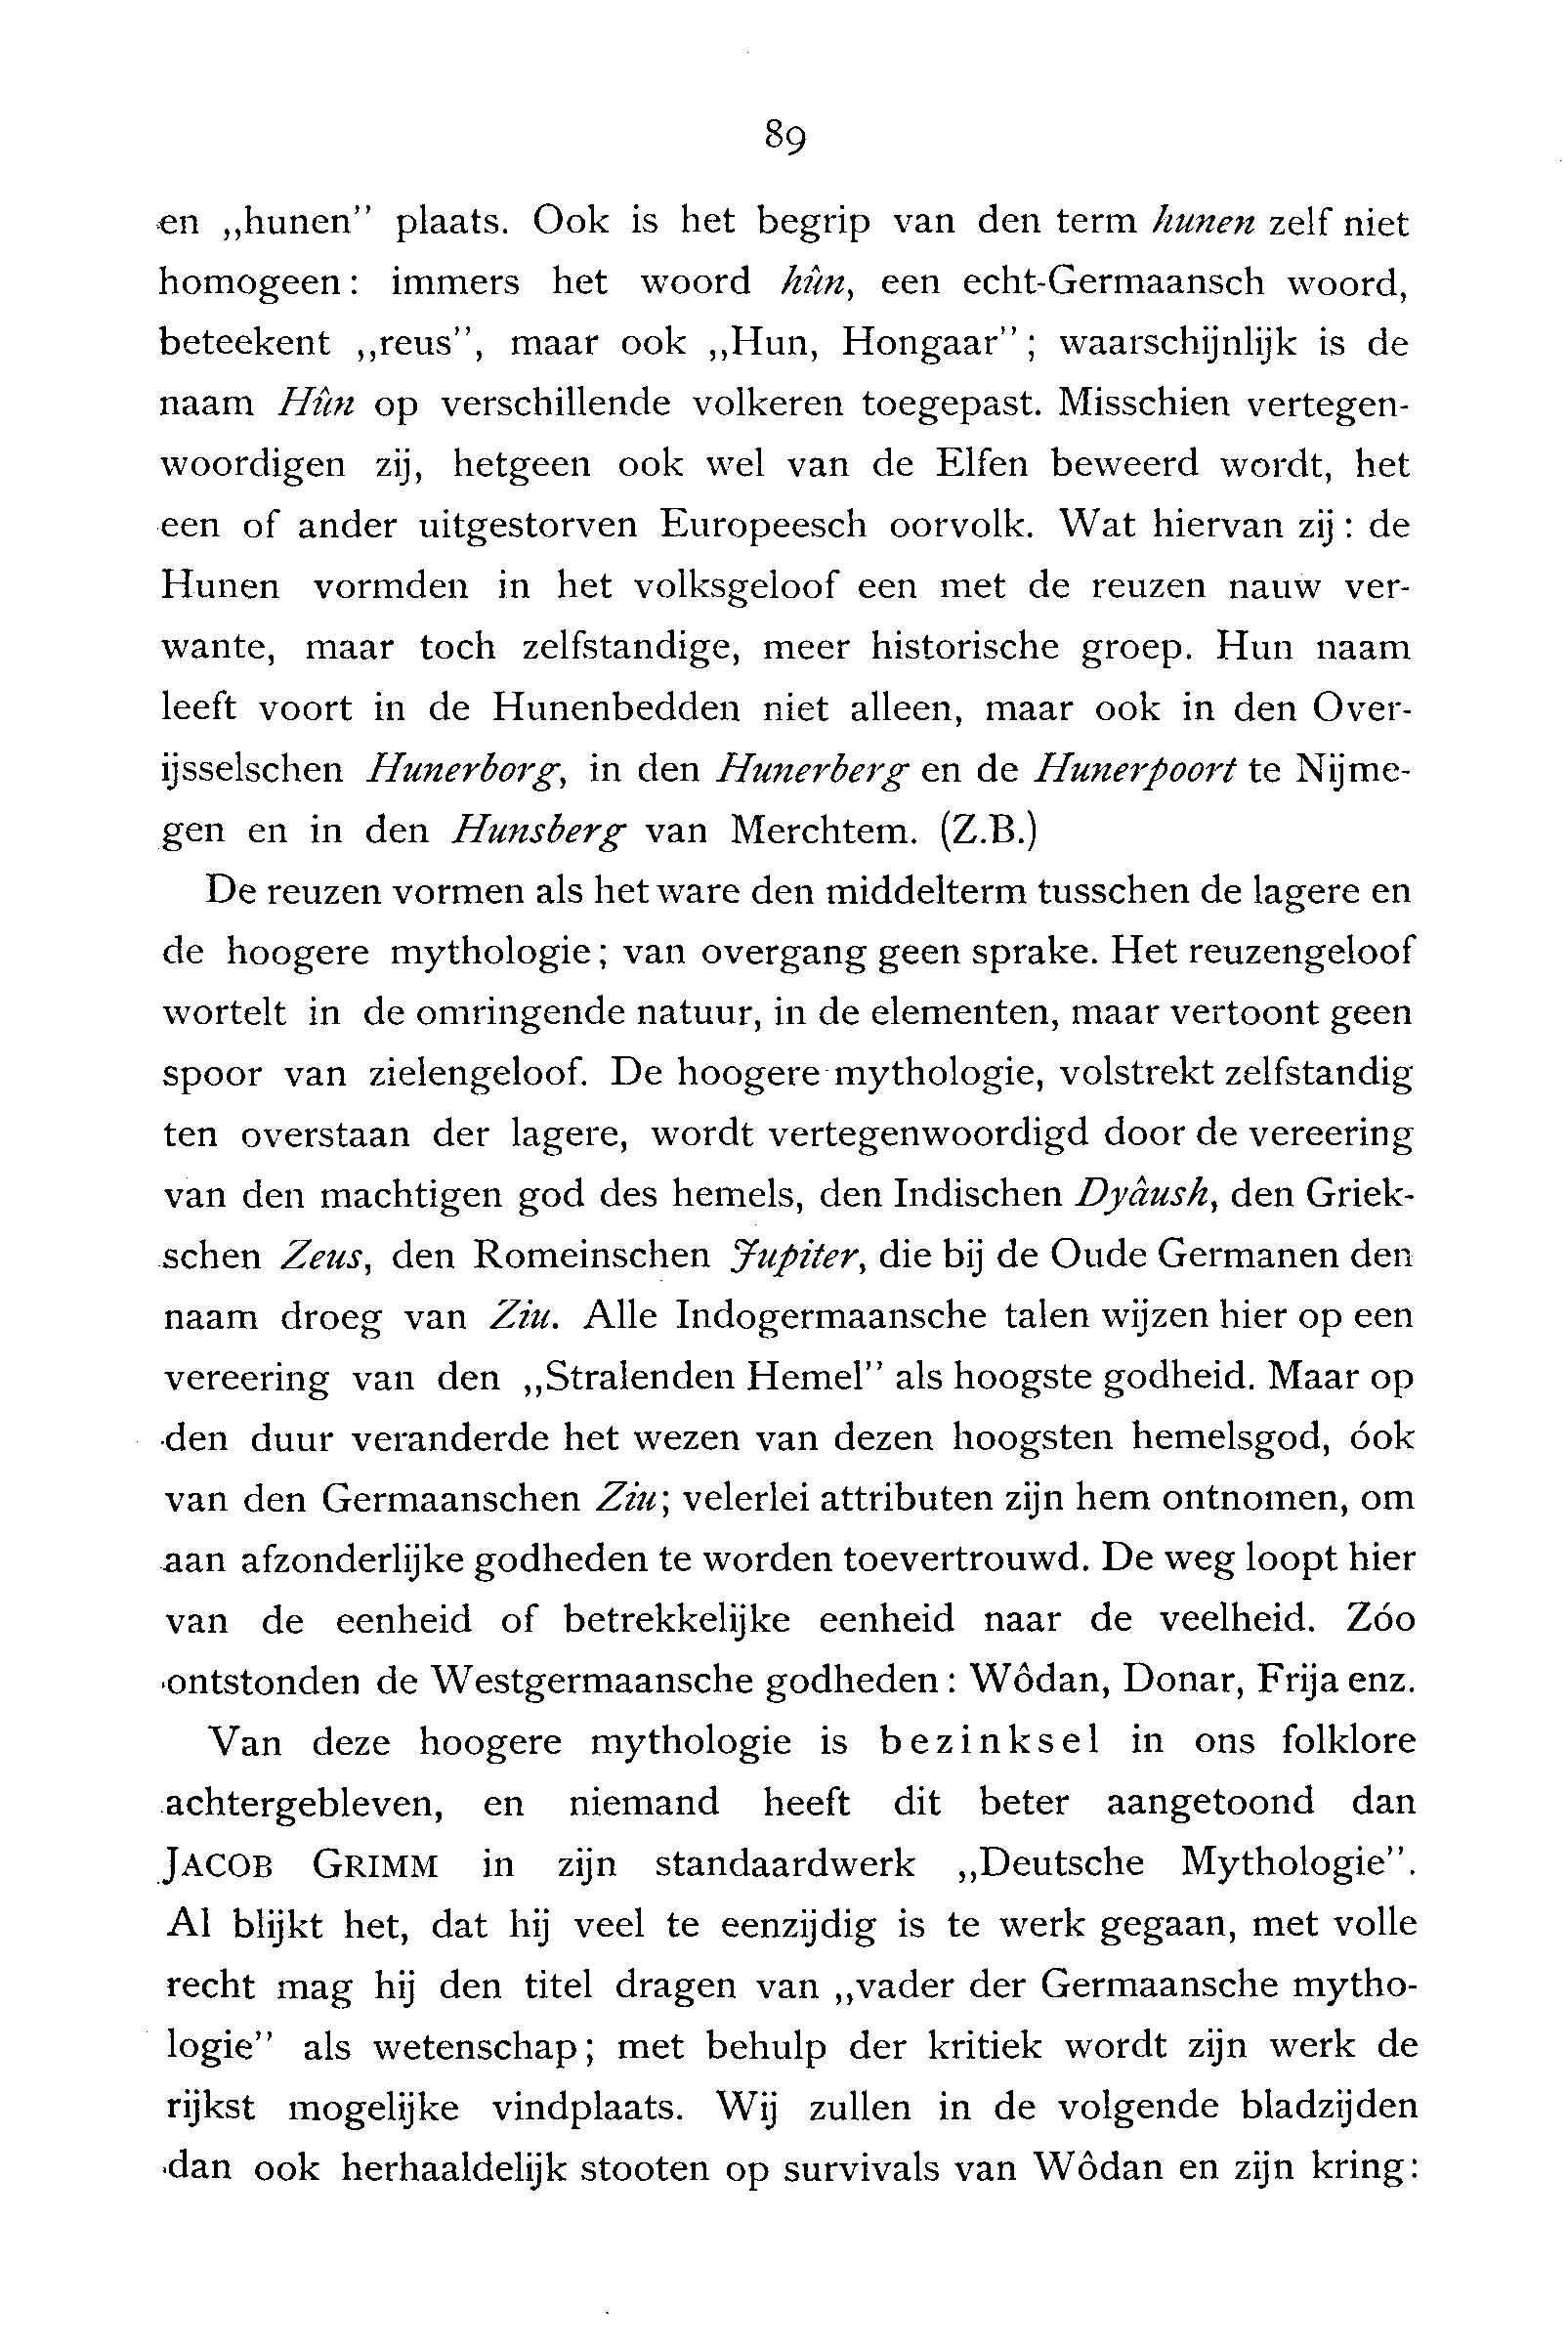 89
en „hunen” plaats. Ook is het begrip van den term hunen zelf niet
homogeen: immers het woord hûn, een echt-Germaansch woord,
beteekent „reus”, maar ook „Hun, Hongaar”; waarschijnlijk is de
naam Hûn op verschillende volkeren toegepast. Misschien vertegen-
woordigen zij, hetgeen ook wel van de Elfen beweerd wordt, het
een of ander uitgestorven Europeesch oorvolk. Wat hiervan zij: de
Hunen vormden in het volksgeloof een met de reuzen nauw ver-
wante, maar toch zelfstandige, meer historische groep. Hun naam
leeft voort in de Hunenbedden niet alleen, maar ook in den Over-
ijsselschen Hunerborg, in den Hunerberg en de Hunerpoort te Nijme-
gen en in den Hunsberg van Merchtem. (Z.B.)
De reuzen vormen als het ware den middelterm tusschen de lagere en
de hoogere mythologie; van overgang geen sprake. Het reuzengeloof
wortelt in de omringende natuur, in de elementen, maar vertoont geen
spoor van zielengeloof. De hoogere mythologie, volstrekt zelfstandig
ten overstaan der lagere, wordt vertegenwoordigd door de vereering
van den machtigen god des hemels, den Indischen Dyâush, den Griek-
schen Zeus, den Romeinschen Jupiter, die bij de Oude Germanen den
naam droeg van Ziu. Alle Indogermaansche talen wijzen hier op een
vereering van den „Stralenden Hemel” als hoogste godheid. Maar op
den duur veranderde het wezen van dezen hoogsten hemelsgod, óok
van den Germaanschen Ziu; velerlei attributen zijn hem ontnomen, om
aan afzonderlijke godheden te worden toevertrouwd. De weg loopt hier
van de eenheid of betrekkelijke eenheid naar de veelheid. Zóo
ontstonden de Westgermaansche godheden: Wôdan, Donar, Frija enz.
Van deze hoogere mythologie is bezinksel in ons folklore
achtergebleven, en niemand heeft dit beter aangetoond dan
JACOB GRIMM in zijn standaardwerk „Deutsche Mythologie”.
Al blijkt het, dat hij veel te eenzijdig is te werk gegaan, met volle
recht mag hij den titel dragen van „vader der Germaansche mytho-
logie” als wetenschap; met behulp der kritiek wordt zijn werk de
rijkst mogelijke vindplaats. Wij zullen in de volgende bladzijden
dan ook herhaaldelijk stooten op survivals van Wôdan en zijn kring: